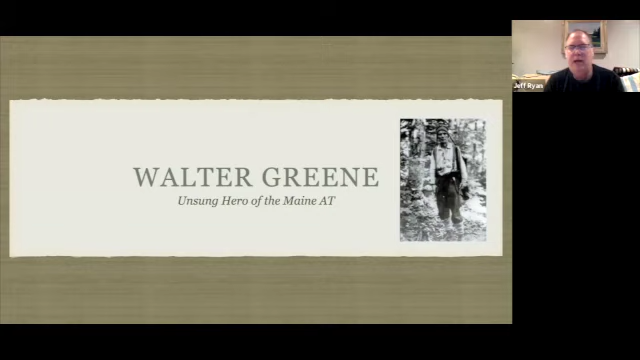 WALTER GREENE
Unsung Hero of the Maine AT
Jeff Ryan